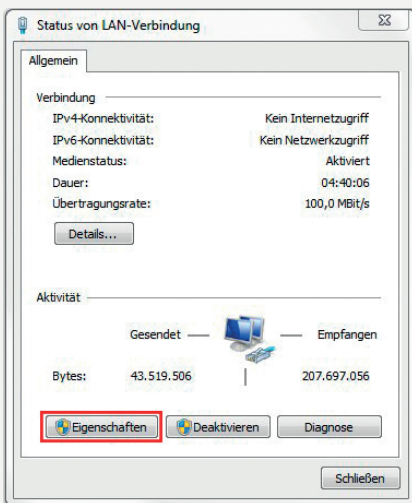 Status von LAN-Verbindung
Allgemein
Verbindung
IPv4-Konnektivität: Kein Internetzugriff
IPv6-Konnektivität: Kein Netzwerkzugriff
Medienstatus: Aktiviert
Dauer: 04:40:06
Übertragungsrate: 100,0 MBit/s
Details...
Aktivität
Gesendet Empfangen
Bytes: 43.519.506 207.697.056
Eigenschaften Deaktivieren Diagnose
Schließen